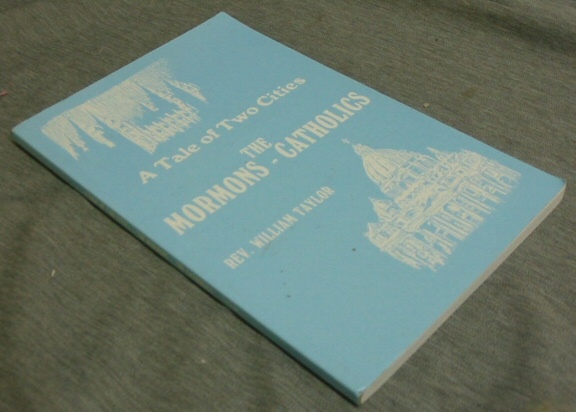 A Tale of Two Cities
THE
MORMONS - CATHOLICS
REV. WILLIAM TAYLOR